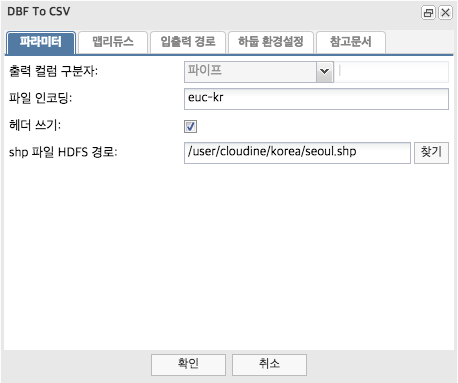 DBF To CSV
파라미터 맵리듀스 입출력 경로 하둡 환경설정 참고문서
출력 컬럼 구분자: 파이프 |
파일 인코딩: euc-kr
헤더 쓰기:
shp 파일 HDFS 경로: /user/cloudine/korea/seoul.shp 찾기
확인 취소